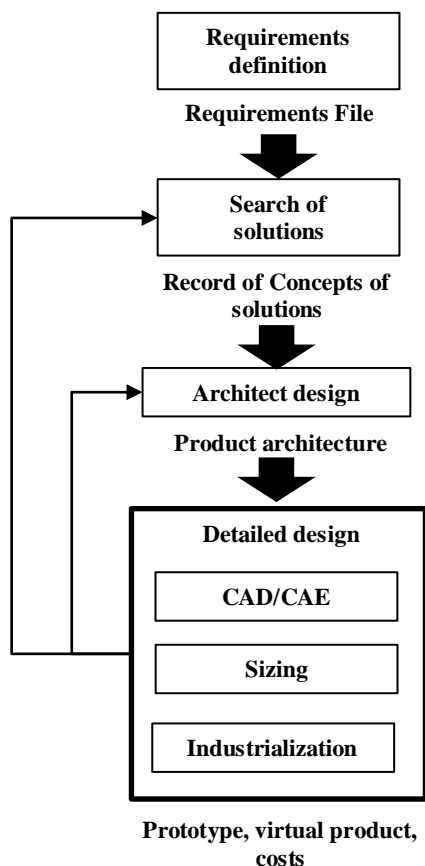 Requirements
definition
Requirements File
Search of
solutions
Record of Concepts of
solutions
Architect design
Product architecture
Detailed design
CAD/CAE
Sizing
Industrialization
Prototype, virtual product,
costs